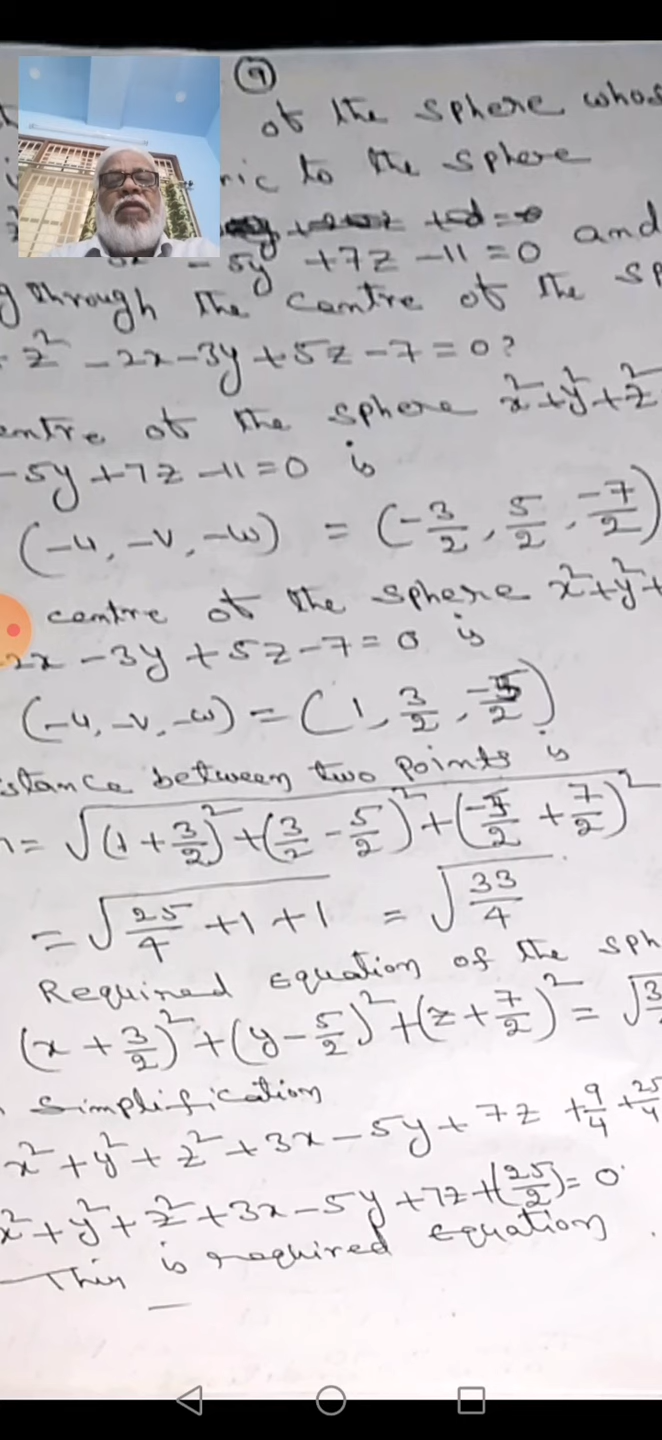 ⑨
of the sphere whos
ric to the sphere
- 5y + 7z - 11 = 0 and
g through the centre of the sp
z² - 2x - 3y + 5z - 7 = 0?
entre of the sphere x² + y² + z²
- 5y + 7z - 11 = 0 is
(-u, -v, -w) = (-3/2, 5/2, -7/2)
centre of the sphere x² + y² +
2x - 3y + 5z - 7 = 0 is
(-u, -v, -w) = (1, 3/2, -5/2)
istance between two points is
= √(1 + 3/2)² + (3/2 - 5/2)² + (-5/2 + 7/2)²
= √25/4 + 1 + 1 = √33/4
Required Equation of the sph
(x + 3/2)² + (y - 5/2)² + (z + 7/2)² = √3
simplification
x² + y² + z² + 3x - 5y + 7z + 9/4 + 25/4
x² + y² + z² + 3x - 5y + 7z + (25/2) = 0
This is required equation.